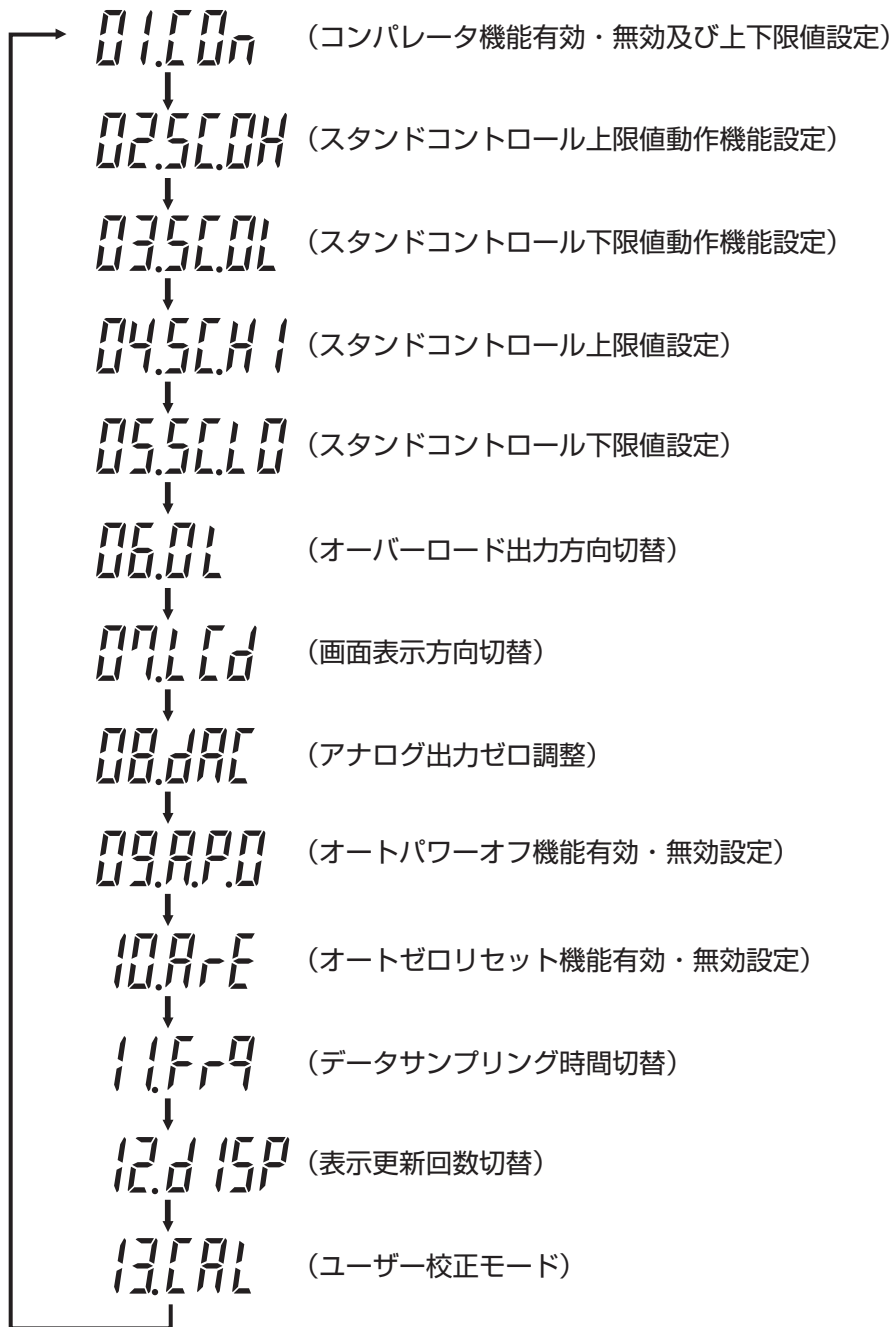 01.COn (コンパレータ機能有効・無効及び上下限値設定)
02.SC.OH (スタンドコントロール上限値動作機能設定)
03.SC.OL (スタンドコントロール下限値動作機能設定)
04.SC.HI (スタンドコントロール上限値設定)
05.SC.LO (スタンドコントロール下限値設定)
06.OL (オーバーロード出力方向切替)
07.LCd (画面表示方向切替)
08.dAC (アナログ出力ゼロ調整)
09.A.P.O (オートパワーオフ機能有効・無効設定)
10.ArE (オートゼロリセット機能有効・無効設定)
11.Frq (データサンプリング時間切替)
12.dISP (表示更新回数切替)
13.CAL (ユーザー校正モード)